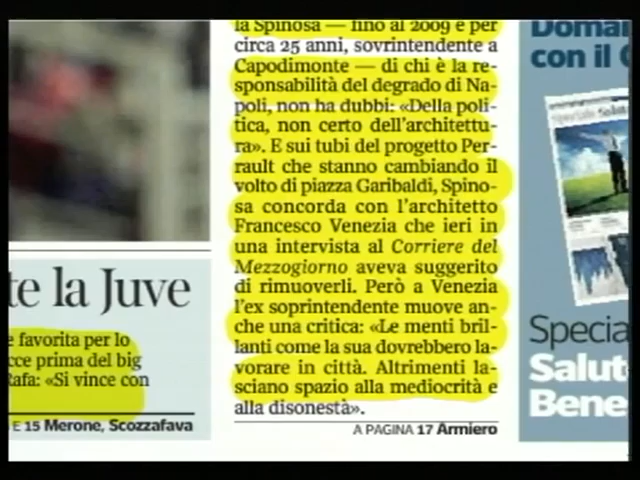 la Spinosa — fino al 2009 e per
circa 25 anni, sovrintendente a
Capodimonte — di chi è la re-
sponsabilità del degrado di Na-
poli, non ha dubbi: «Della poli-
tica, non certo dell'architettu-
ra». E sui tubi del progetto Per-
rault che stanno cambiando il
volto di piazza Garibaldi, Spino-
sa concorda con l'architetto
Francesco Venezia che ieri in
una intervista al Corriere del
Mezzogiorno aveva suggerito
di rimuoverli. Però a Venezia
l'ex soprintendente muove an-
che una critica: «Le menti bril-
lanti come la sua dovrebbero la-
vorare in città. Altrimenti la-
sciano spazio alla mediocrità e
alla disonestà».
A PAGINA 17 Armiero
te la Juve
e favorita per lo
cce prima del big
Rafa: «Si vince con
E 15 Merone, Scozzafava
Doman
con il C
Specia
Salut
Bene